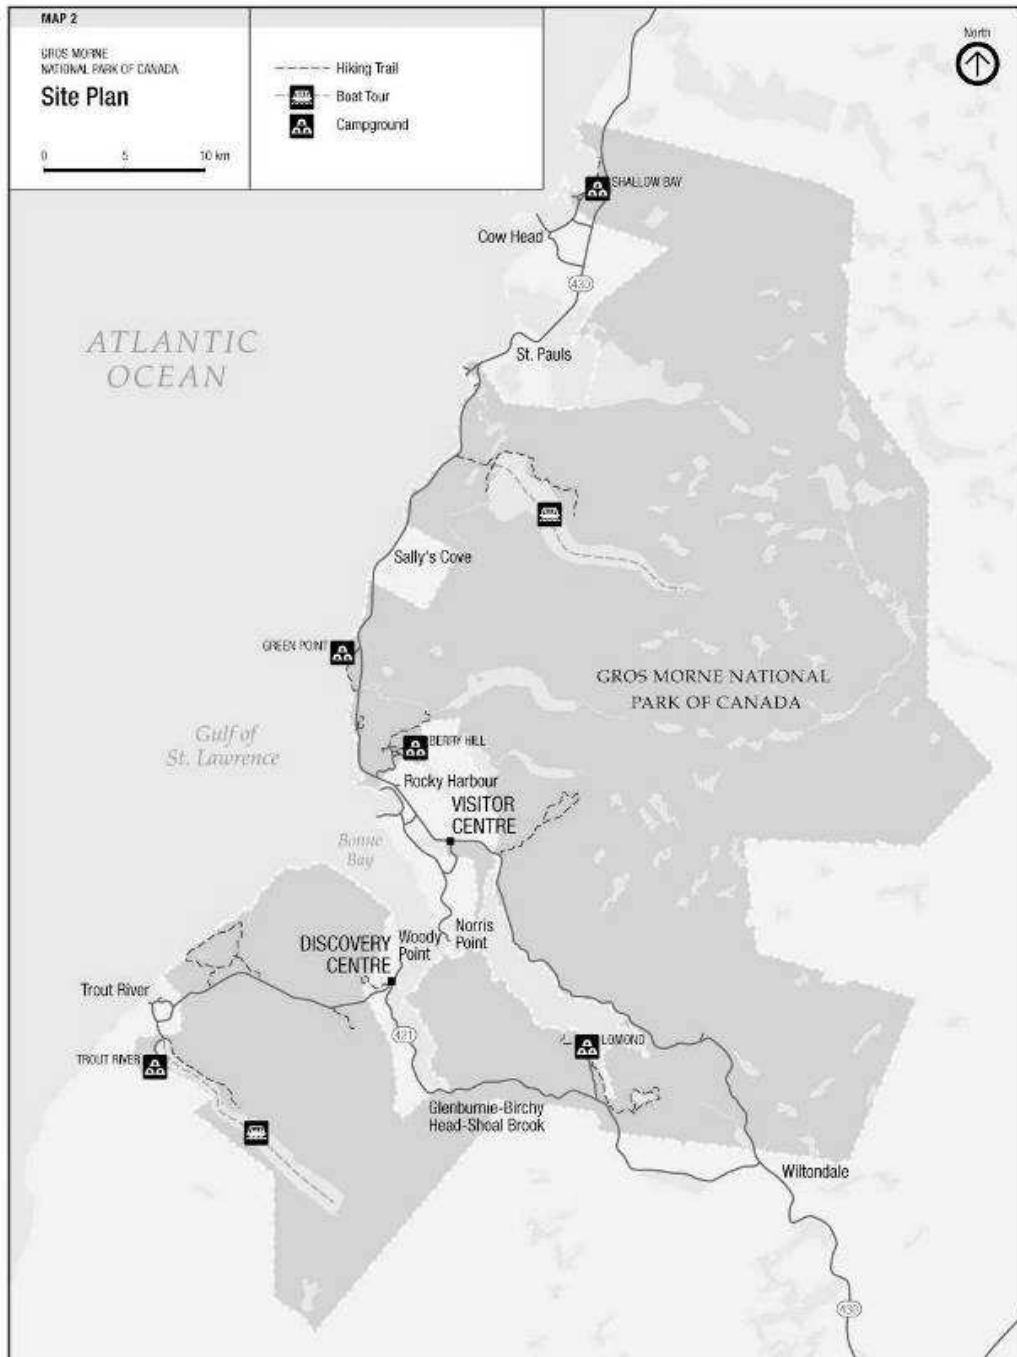 MAP 2
GROS MORNE
NATIONAL PARK OF CANADA
Site Plan
0 5 10 km
Hiking Trail
Boat Tour
Campground
North
SHALLOW BAY
Cow Head
430
ATLANTIC
OCEAN
St. Pauls
Sally's Cove
GREEN POINT
GROS MORNE NATIONAL
PARK OF CANADA
Gulf of
St. Lawrence
BERRY HILL
Rocky Harbour
VISITOR
CENTRE
Bonne
Bay
Norris
Point
Woody
Point
DISCOVERY
CENTRE
Trout River
421
LOMOND
TROUT RIVER
Glenburnie-Birchy
Head-Shoal Brook
Wiltondale
430